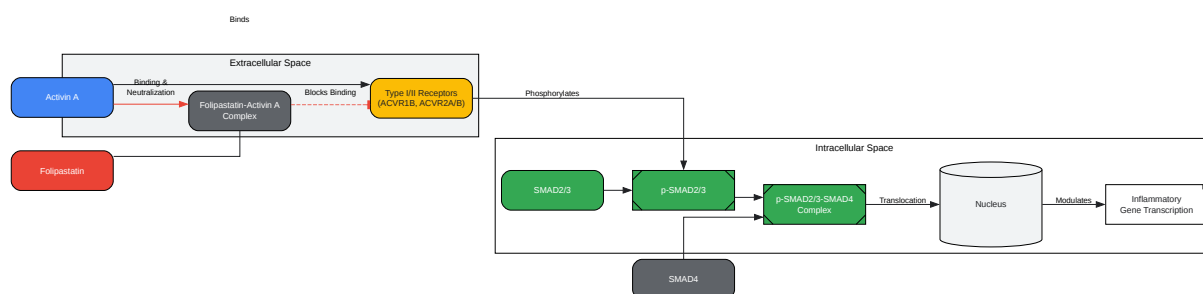 Binds
Extracellular Space
Activin A
Binding &
Neutralization
Folipastatin-Activin A
Complex
Blocks Binding
Type I/II Receptors
(ACVR1B, ACVR2A/B)
Phosphorylates
Folipastatin
Intracellular Space
SMAD2/3
p-SMAD2/3
p-SMAD2/3-SMAD4
Complex
Translocation
Nucleus
Modulates
Inflammatory
Gene Transcription
SMAD4